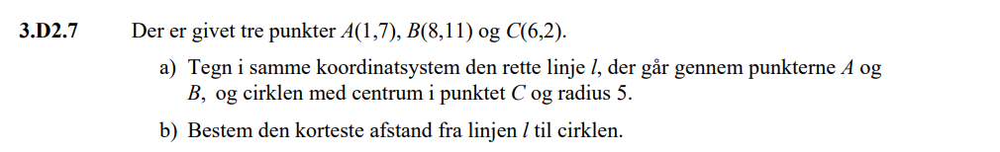 3.D2.7 Der er givet tre punkter A(1,7), B(8,11) og C(6,2).
a) Tegn i samme koordinatsystem den rette linje l, der går gennem punkterne A og
B, og cirklen med centrum i punktet C og radius 5.
b) Bestem den korteste afstand fra linjen l til cirklen.